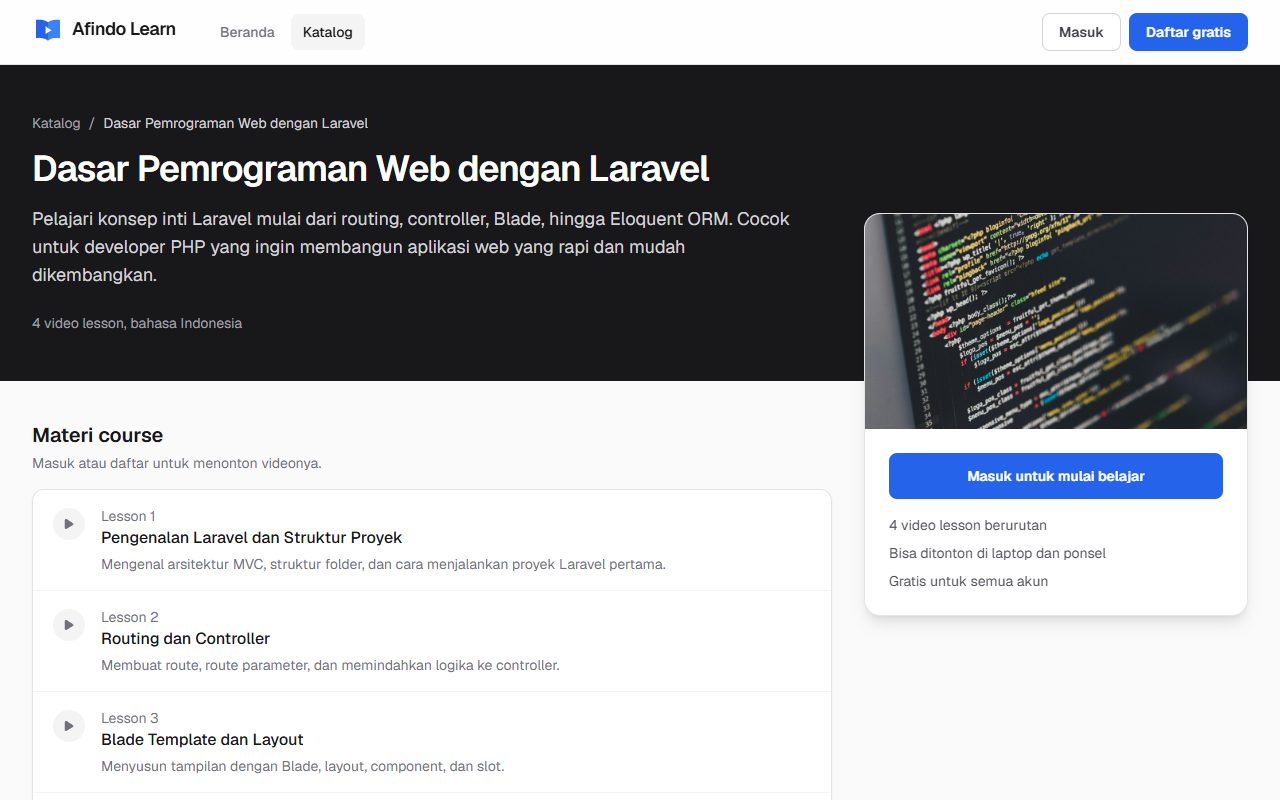 Afindo Learn
Beranda
Katalog
Masuk
Daftar gratis
Katalog / Dasar Pemrograman Web dengan Laravel
Dasar Pemrograman Web dengan Laravel
Pelajari konsep inti Laravel mulai dari routing, controller, Blade, hingga Eloquent ORM. Cocok
untuk developer PHP yang ingin membangun aplikasi web yang rapi dan mudah
dikembangkan.
4 video lesson, bahasa Indonesia
Materi course
Masuk atau daftar untuk menonton videonya.
Lesson 1
Pengenalan Laravel dan Struktur Proyek
Mengenal arsitektur MVC, struktur folder, dan cara menjalankan proyek Laravel pertama.
Lesson 2
Routing dan Controller
Membuat route, route parameter, dan memindahkan logika ke controller.
Lesson 3
Blade Template dan Layout
Menyusun tampilan dengan Blade, layout, component, dan slot.
Masuk untuk mulai belajar
4 video lesson berurutan
Bisa ditonton di laptop dan ponsel
Gratis untuk semua akun